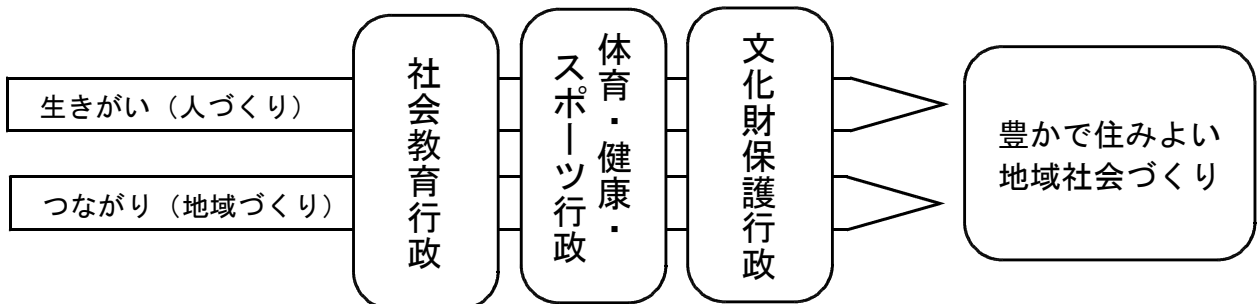 生きがい（人づくり）
つながり（地域づくり）
社会教育行政
体育・健康・
スポーツ行政
文化財保護行政
豊かで住みよい
地域社会づくり